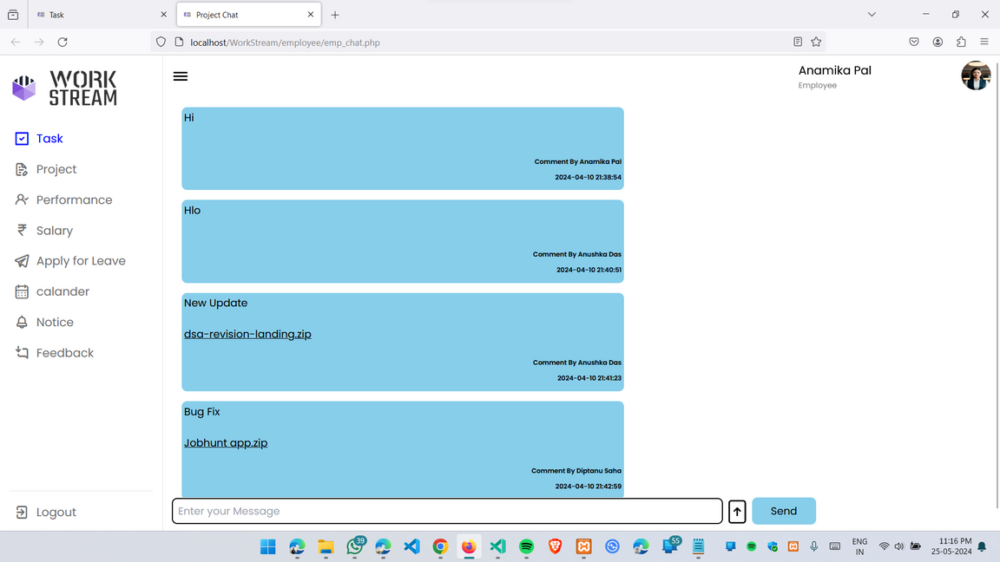 Task
Project Chat
localhost/WorkStream/employee/emp_chat.php
WORK
STREAM
Anamika Pal
Employee
Task
Project
Performance
Salary
Apply for Leave
calander
Notice
Feedback
Logout
Hi
Comment By Anamika Pal
2024-04-10 21:38:54
Hlo
Comment By Anushka Das
2024-04-10 21:40:51
New Update
dsa-revision-landing.zip
Comment By Anushka Das
2024-04-10 21:41:23
Bug Fix
Jobhunt app.zip
Comment By Diptanu Saha
2024-04-10 21:42:59
Enter your Message
Send
39
55
ENG
IN
11:16 PM
25-05-2024